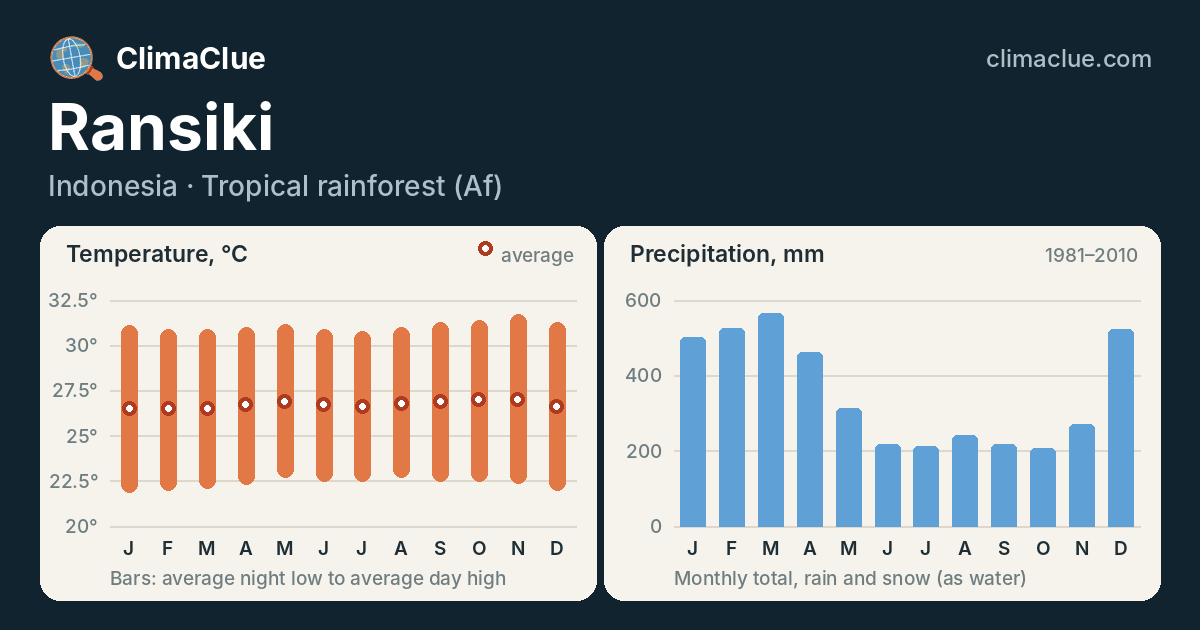 ClimaClue
climaclue.com
Ransiki
Indonesia · Tropical rainforest (Af)
Temperature, °C
average
32.5°
30°
27.5°
25°
22.5°
20°
J F M A M J J A S O N D
Bars: average night low to average day high
Precipitation, mm
1981–2010
600
400
200
0
J F M A M J J A S O N D
Monthly total, rain and snow (as water)